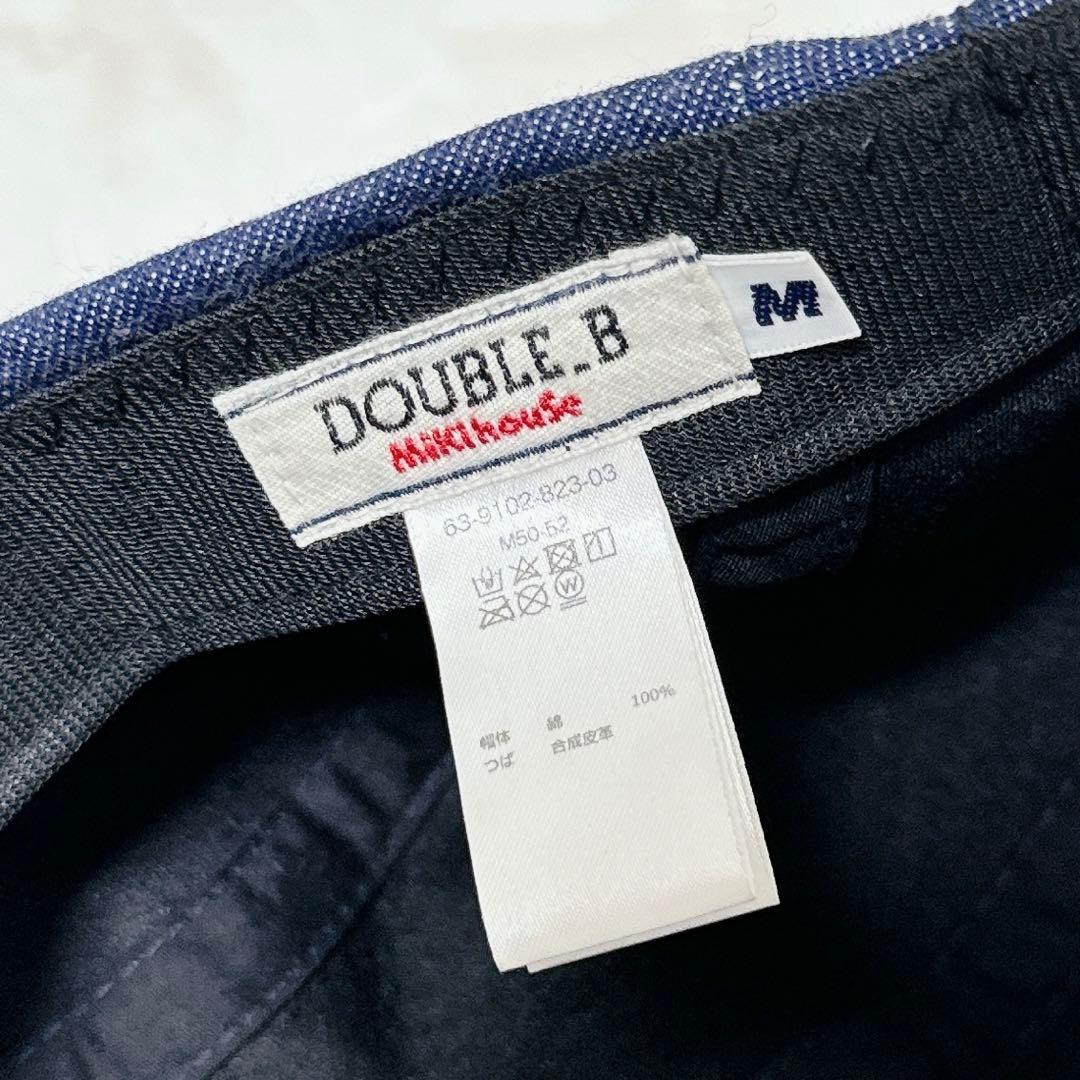 DOUBLE_B
MIKIhouSe
M
63-9102-823-03
M50-52
W
帽体 綿 100%
つば 合成皮革